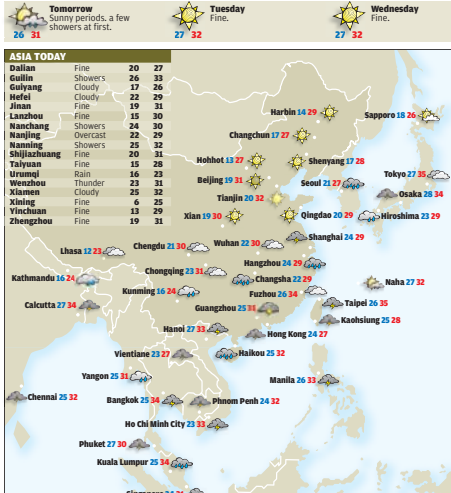 Tomorrow
Sunny periods. a few
showers at first.
26 31
Tuesday
Fine.
27 32
Wednesday
Fine.
27 32
ASIA TODAY
Dalian Fine 20 27
Guilin Showers 26 33
Guiyang Cloudy 17 26
Hefei Cloudy 22 29
Jinan Fine 19 31
Lanzhou Fine 15 30
Nanchang Showers 24 30
Nanjing Overcast 22 29
Nanning Showers 25 32
Shijiazhuang Fine 20 31
Taiyuan Fine 15 28
Urumqi Rain 16 23
Wenzhou Thunder 23 31
Xiamen Cloudy 25 32
Xining Fine 6 25
Yinchuan Fine 13 29
Zhengzhou Fine 19 31
Harbin 14 29
Sapporo 18 26
Changchun 17 27
Hohhot 13 27
Shenyang 17 28
Beijing 19 31
Seoul 21 27
Tokyo 27 35
Tianjin 20 32
Osaka 28 34
Xian 19 30
Qingdao 20 29
Hiroshima 23 29
Shanghai 24 29
Lhasa 12 23
Chengdu 21 30
Wuhan 22 30
Hangzhou 24 29
Kathmandu 16 24
Chongqing 23 31
Changsha 22 29
Naha 27 32
Kunming 16 24
Fuzhou 26 34
Calcutta 27 34
Guangzhou 25 31
Taipei 26 35
Kaohsiung 25 28
Hanoi 27 33
Hong Kong 24 27
Vientiane 23 27
Haikou 25 32
Yangon 25 31
Manila 26 33
Chennai 25 32
Bangkok 25 34
Phnom Penh 24 32
Ho Chi Minh City 23 33
Phuket 27 30
Kuala Lumpur 25 34